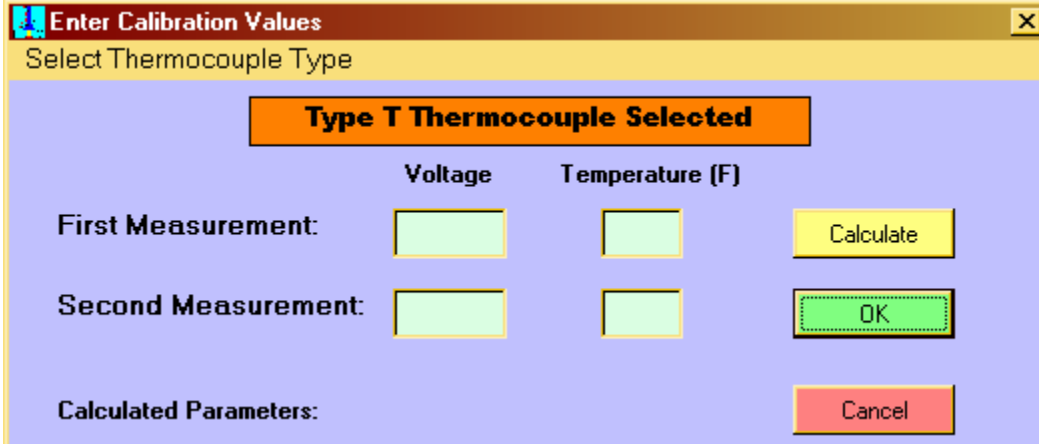 Enter Calibration Values
Select Thermocouple Type
Type T Thermocouple Selected
Voltage Temperature (F)
First Measurement: Calculate
Second Measurement: OK
Calculated Parameters: Cancel